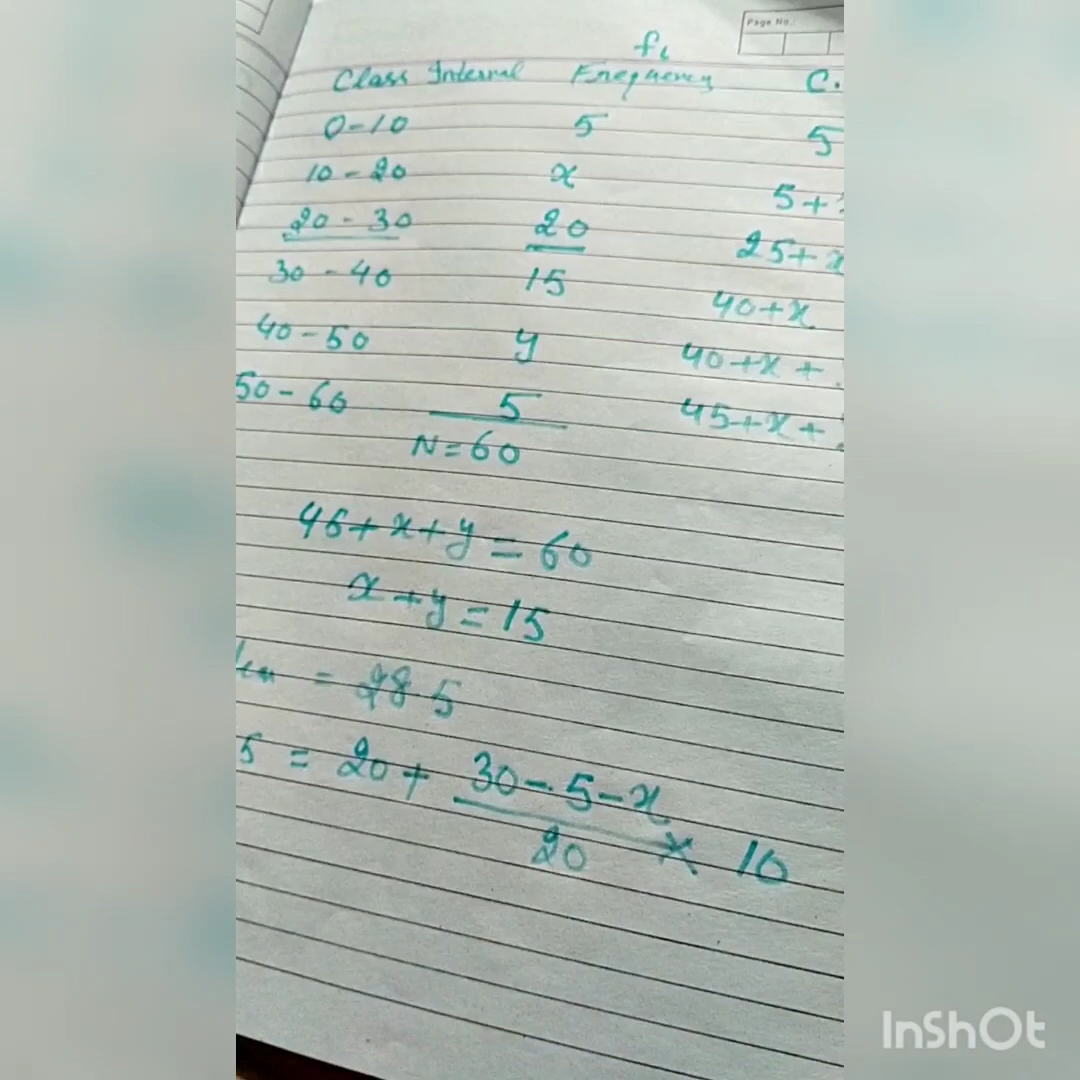 Page No.:
fi
Class Interval Frequency C.
0-10 5 5
10-20 x 5+
20-30 20 25+x
30-40 15 40+x
40-50 y 40+x+
50-60 5 45+x+
N=60
45+x+y=60
x+y=15
= 28.5
5 = 20+ 30-5-x
20 × 10
InShOt